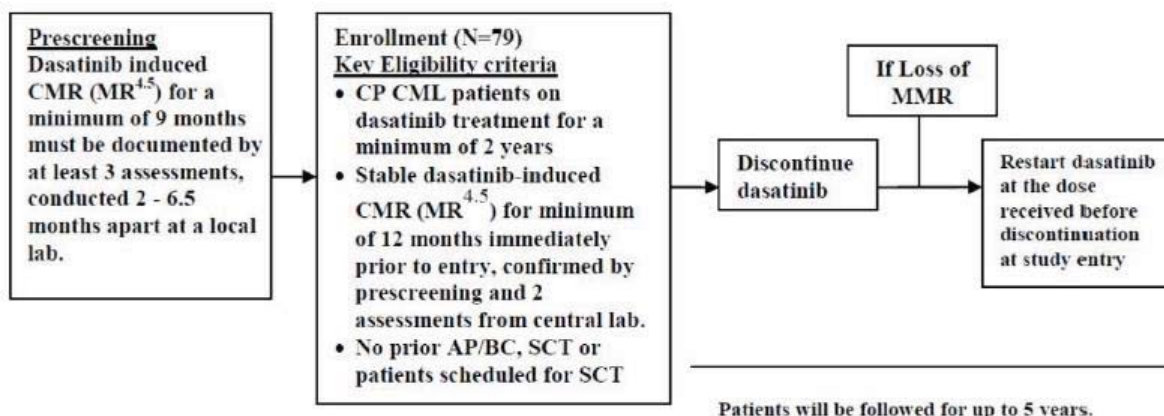 Prescreening
Dasatinib induced
CMR (MR4.5) for a
minimum of 9 months
must be documented by
at least 3 assessments,
conducted 2 - 6.5
months apart at a local
lab.
Enrollment (N=79)
Key Eligibility criteria
• CP CML patients on
dasatinib treatment for a
minimum of 2 years
• Stable dasatinib-induced
CMR (MR4.5) for minimum
of 12 months immediately
prior to entry, confirmed by
prescreening and 2
assessments from central lab.
• No prior AP/BC, SCT or
patients scheduled for SCT
Discontinue
dasatinib
If Loss of
MMR
Restart dasatinib
at the dose
received before
discontinuation
at study entry
Patients will be followed for up to 5 years.